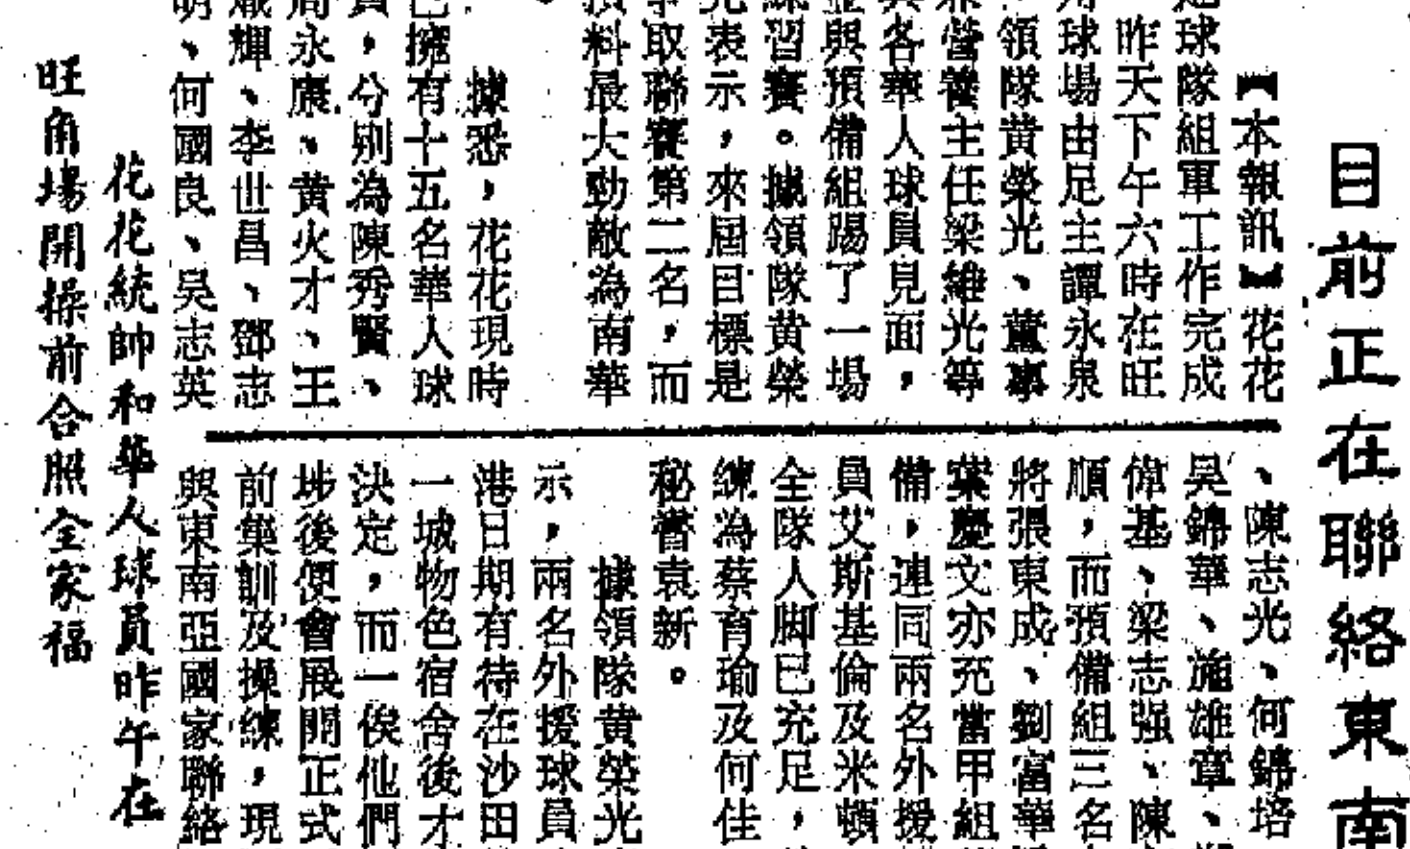 目前正在聯絡東南
【本報訊】花花
足球隊組軍工作完成
昨天下午六時在旺
角球場由足主譚永泉
、領隊黃榮光、董事
兼營養主任梁維光等
與各華人球員見面，
並與預備組踢了一場
練習賽。據領隊黃榮
光表示，來屆目標是
爭取聯賽第二名，而
預料最大勁敵為南華
據悉，花花現時
已擁有十五名華人球
員，分別為陳秀賢、
周永康、黃火才、王
熾輝、李世昌、鄧志
明、何國良、吳志英
、陳志光、何錦培
吳錦華、施雄章、
偉基、梁志强、陳
順，而預備組三名
將張東成、劉富華
葉慶文亦充當甲組
備，連同兩名外援
員艾斯基倫及米頓
全隊人腳已充足，
練為蔡育瑜及何佳
秘書袁新。
據領隊黃榮光
示，兩名外援球員
港日期有待在沙田
一城物色宿舍後才
決定，而一俟他們
埗後便會展開正式
前集訓及操練，現
與東南亞國家聯絡
花花統帥和華人球員昨午在
旺角場開操前合照全家福